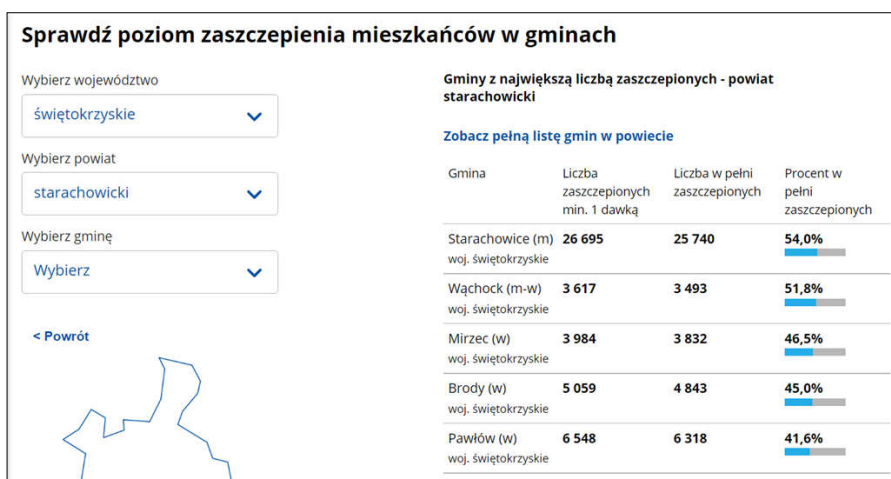 Sprawdź poziom zaszczepienia mieszkańców w gminach
Wybierz województwo
świętokrzyskie
Wybierz powiat
starachowicki
Wybierz gminę
Wybierz
< Powrót
Gminy z największą liczbą zaszczepionych - powiat
starachowicki
Zobacz pełną listę gmin w powiecie
Gmina Liczba Liczba w pełni Procent w
zaszczepionych zaszczepionych pełni
min. 1 dawką zaszczepionych
Starachowice (m) 26 695 25 740 54,0%
woj. świętokrzyskie
Wąchock (m-w) 3 617 3 493 51,8%
woj. świętokrzyskie
Mirzec (w) 3 984 3 832 46,5%
woj. świętokrzyskie
Brody (w) 5 059 4 843 45,0%
woj. świętokrzyskie
Pawłów (w) 6 548 6 318 41,6%
woj. świętokrzyskie